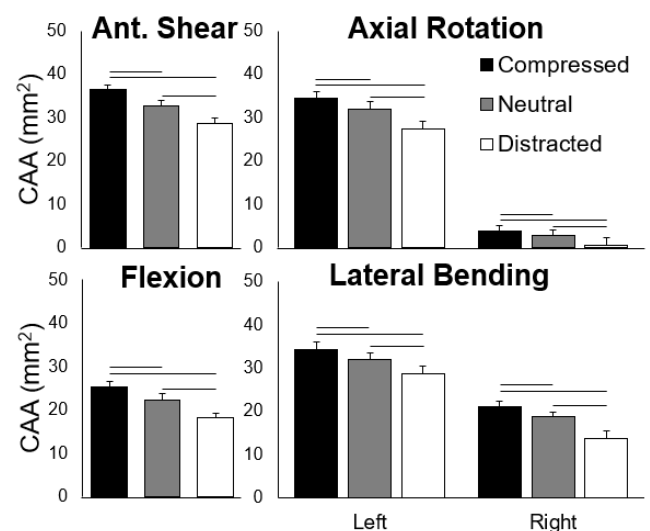 Ant. Shear
Axial Rotation
CAA (mm²)
50
40
30
20
10
0
50
40
30
20
10
0
Compressed
Neutral
Distracted
Flexion
Lateral Bending
CAA (mm²)
50
40
30
20
10
0
50
40
30
20
10
0
Left
Right